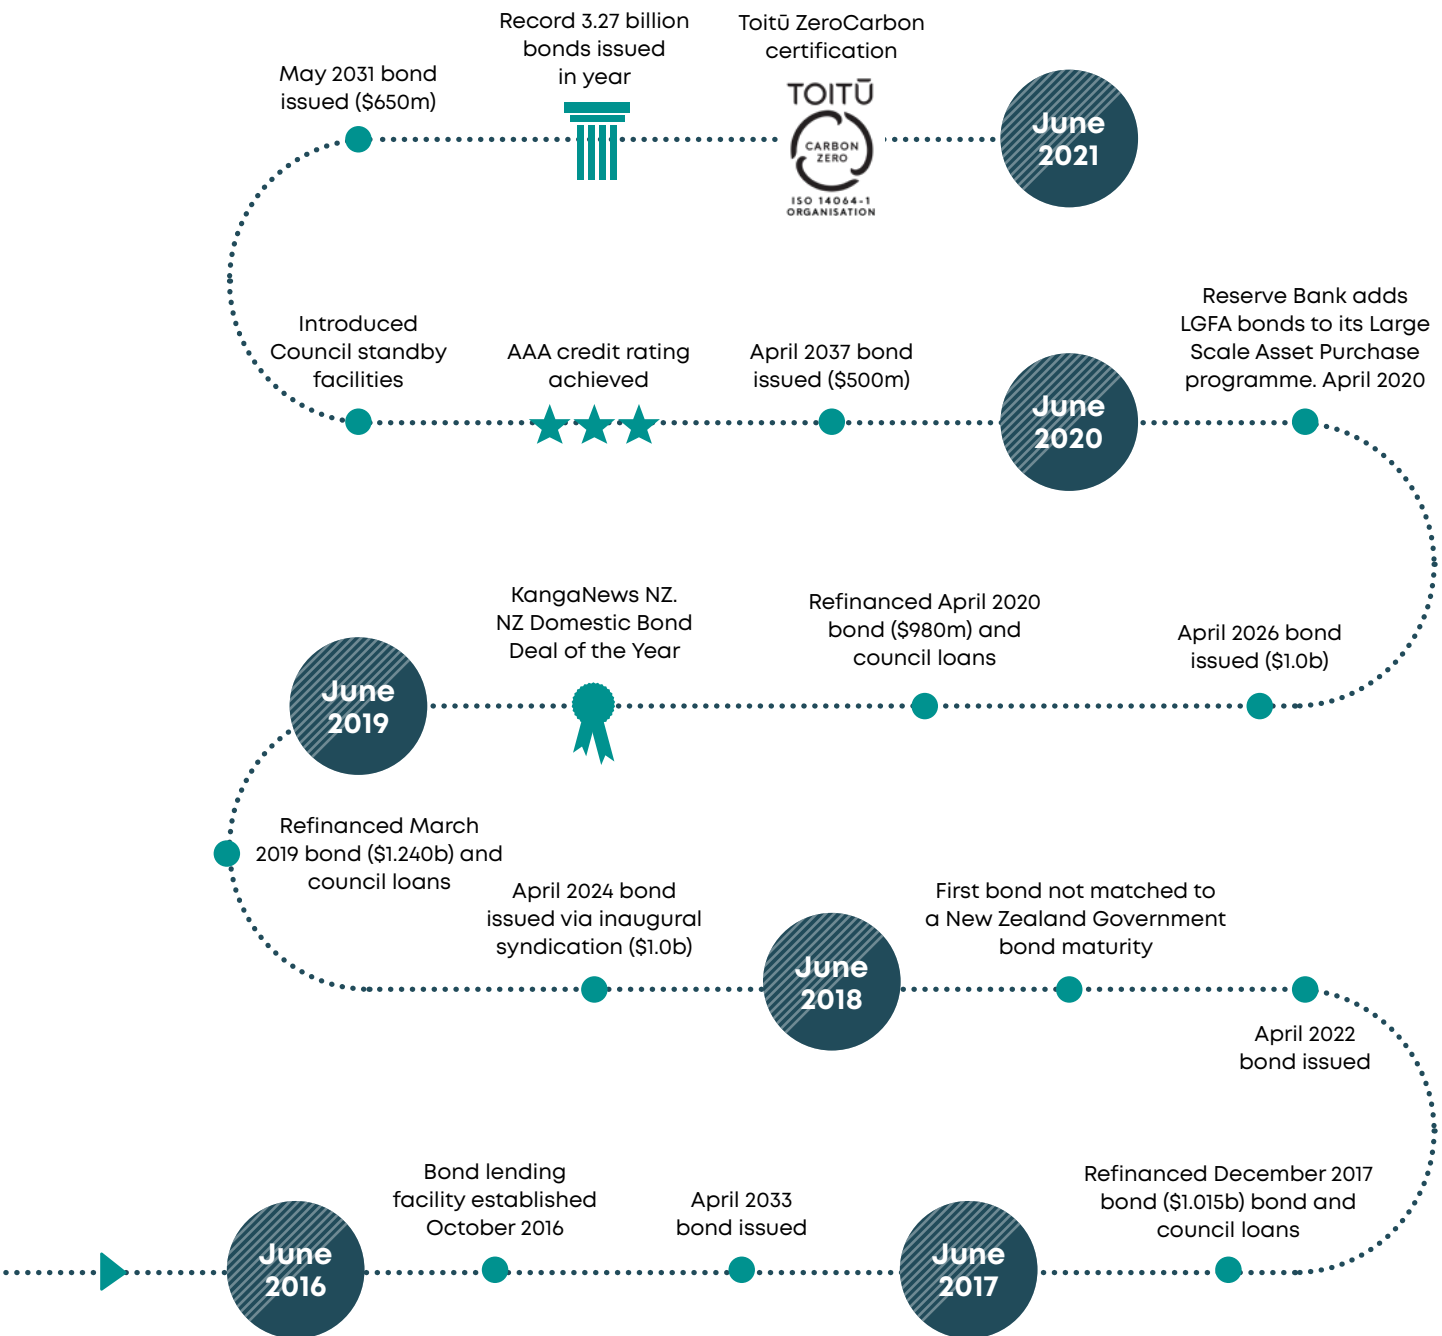 Record 3.27 billion
bonds issued
in year
Toitū ZeroCarbon
certification
May 2031 bond
issued ($650m)
TOITŪ
CARBON
ZERO
ISO 14064-1
ORGANISATION
June
2021
Introduced
Council standby
facilities
AAA credit rating
achieved
April 2037 bond
issued ($500m)
June
2020
Reserve Bank adds
LGFA bonds to its Large
Scale Asset Purchase
programme. April 2020
June
2019
KangaNews NZ.
NZ Domestic Bond
Deal of the Year
Refinanced April 2020
bond ($980m) and
council loans
April 2026 bond
issued ($1.0b)
Refinanced March
2019 bond ($1.240b) and
council loans
April 2024 bond
issued via inaugural
syndication ($1.0b)
June
2018
First bond not matched to
a New Zealand Government
bond maturity
April 2022
bond issued
June
2016
Bond lending
facility established
October 2016
April 2033
bond issued
June
2017
Refinanced December 2017
bond ($1.015b) bond and
council loans